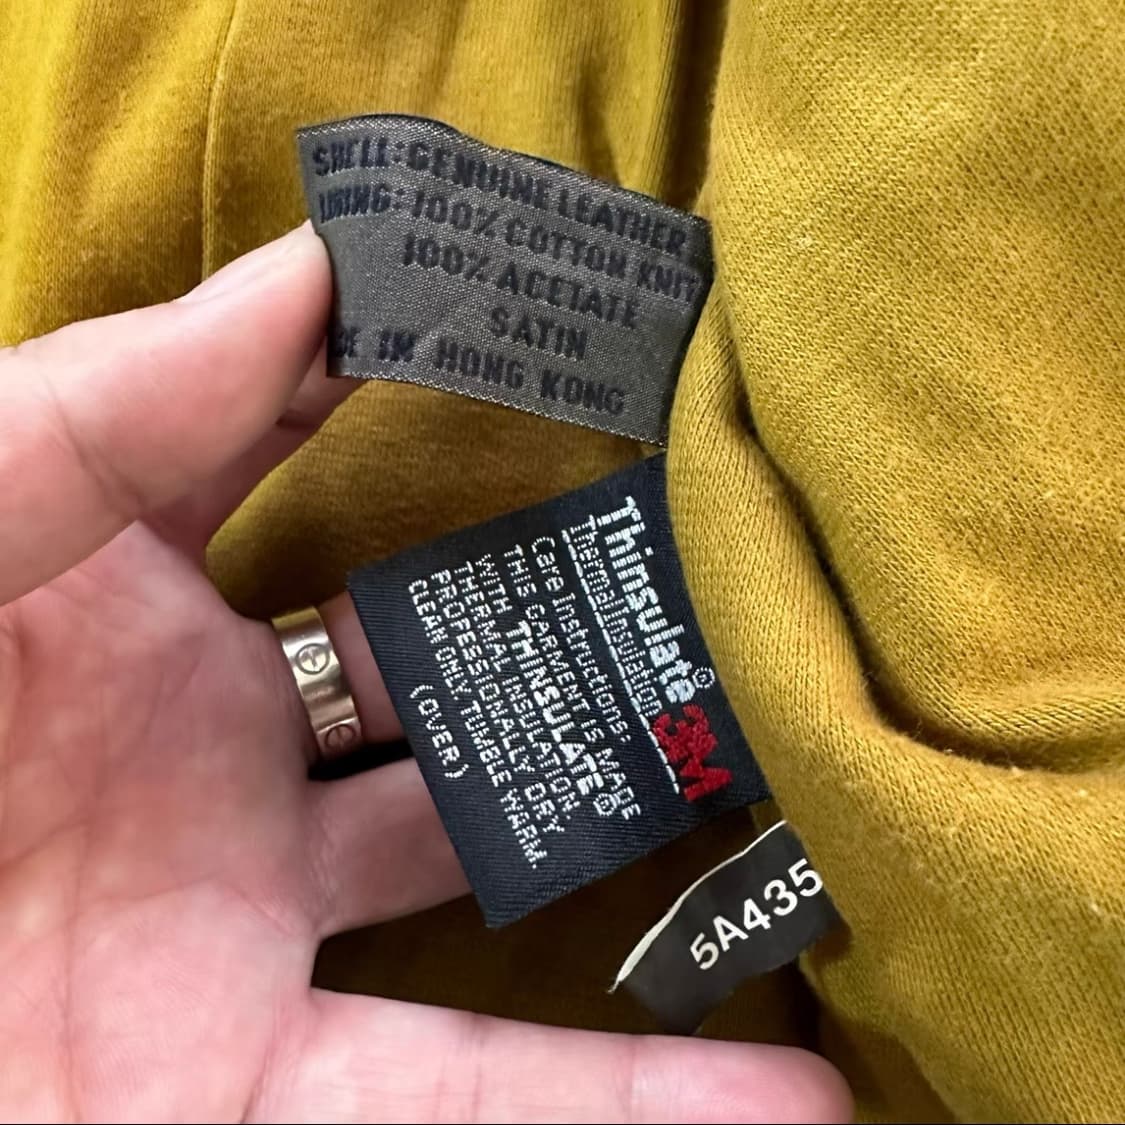 SHELL: GENUINE LEATHER
LINING: 100% COTTON KNIT
100% ACETATE
SATIN
DE IN HONG KONG
Thinsulate®
Thermal Insulation 3M
Care Instructions:
THIS GARMENT IS MADE
WITH THINSULATE®
THERMAL INSULATION.
PROFESSIONALLY DRY
CLEAN ONLY. TUMBLE WARM.
(OVER)
5A435